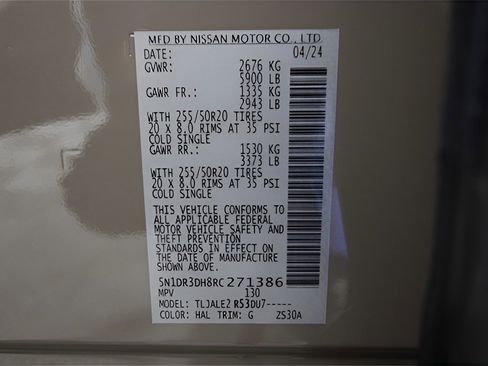 MFD BY NISSAN MOTOR CO., LTD.
DATE: 04/24
GVWR: 2676 KG
5900 LB
GAWR FR.: 1335 KG
2943 LB
WITH 255/50R20 TIRES
20 X 8.0 RIMS AT 35 PSI
COLD SINGLE
GAWR RR.: 1530 KG
3373 LB
WITH 255/50R20 TIRES
20 X 8.0 RIMS AT 35 PSI
COLD SINGLE
THIS VEHICLE CONFORMS TO
ALL APPLICABLE FEDERAL
MOTOR VEHICLE SAFETY AND
THEFT PREVENTION
STANDARDS IN EFFECT ON
THE DATE OF MANUFACTURE
SHOWN ABOVE.
5N1DR3DH8RC271386
MPV 130
MODEL: TLJALE2 R53DU7-----
COLOR: HAL TRIM: G ZS30A